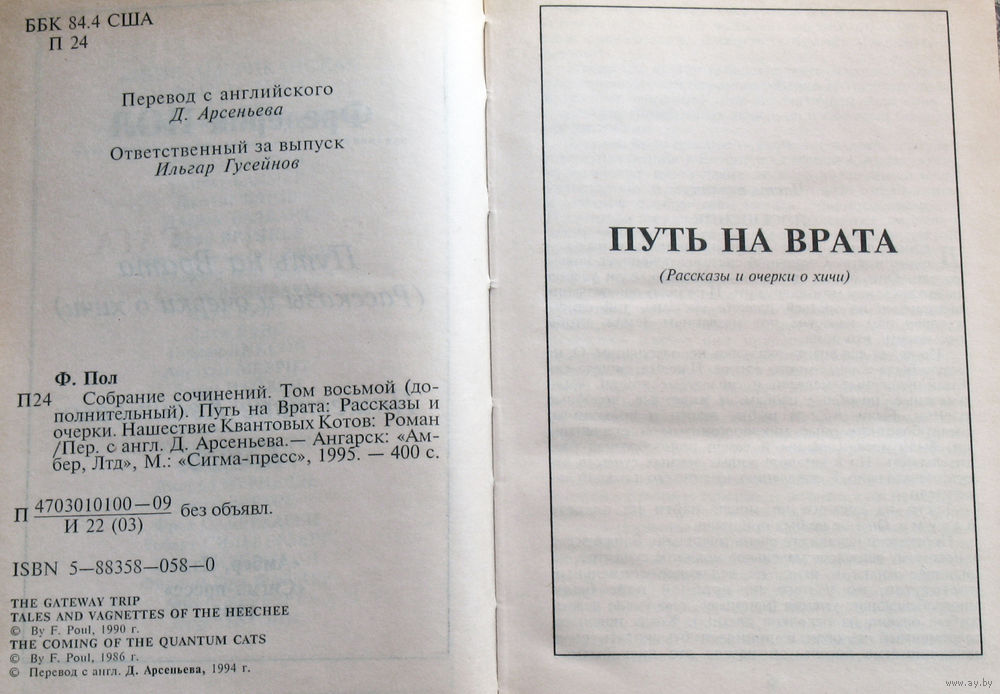 ББК 84.4 США
П 24
Перевод с английского
Д. Арсеньева
Ответственный за выпуск
Ильгар Гусейнов
Ф. Пол
П24 Собрание сочинений. Том восьмой (до-
полнительный). Путь на Врата: Рассказы и
очерки. Нашествие Квантовых Котов: Роман
/Пер. с англ. Д. Арсеньева.— Ангарск: «Ам-
бер, Лтд», М.: «Сигма-пресс», 1995. — 400 с.
П 4703010100—09 без объявл.
И 22 (03)
ISBN 5—88358—058—0
THE GATEWAY TRIP
TALES AND VAGNETTES OF THE HEECHEE
© By F. Poul, 1990 г.
THE COMING OF THE QUANTUM CATS
© By F. Poul, 1986 г.
© Перевод с англ. Д. Арсеньева, 1994 г.
ПУТЬ НА ВРАТА
(Рассказы и очерки о хичи)
© www.ay.by